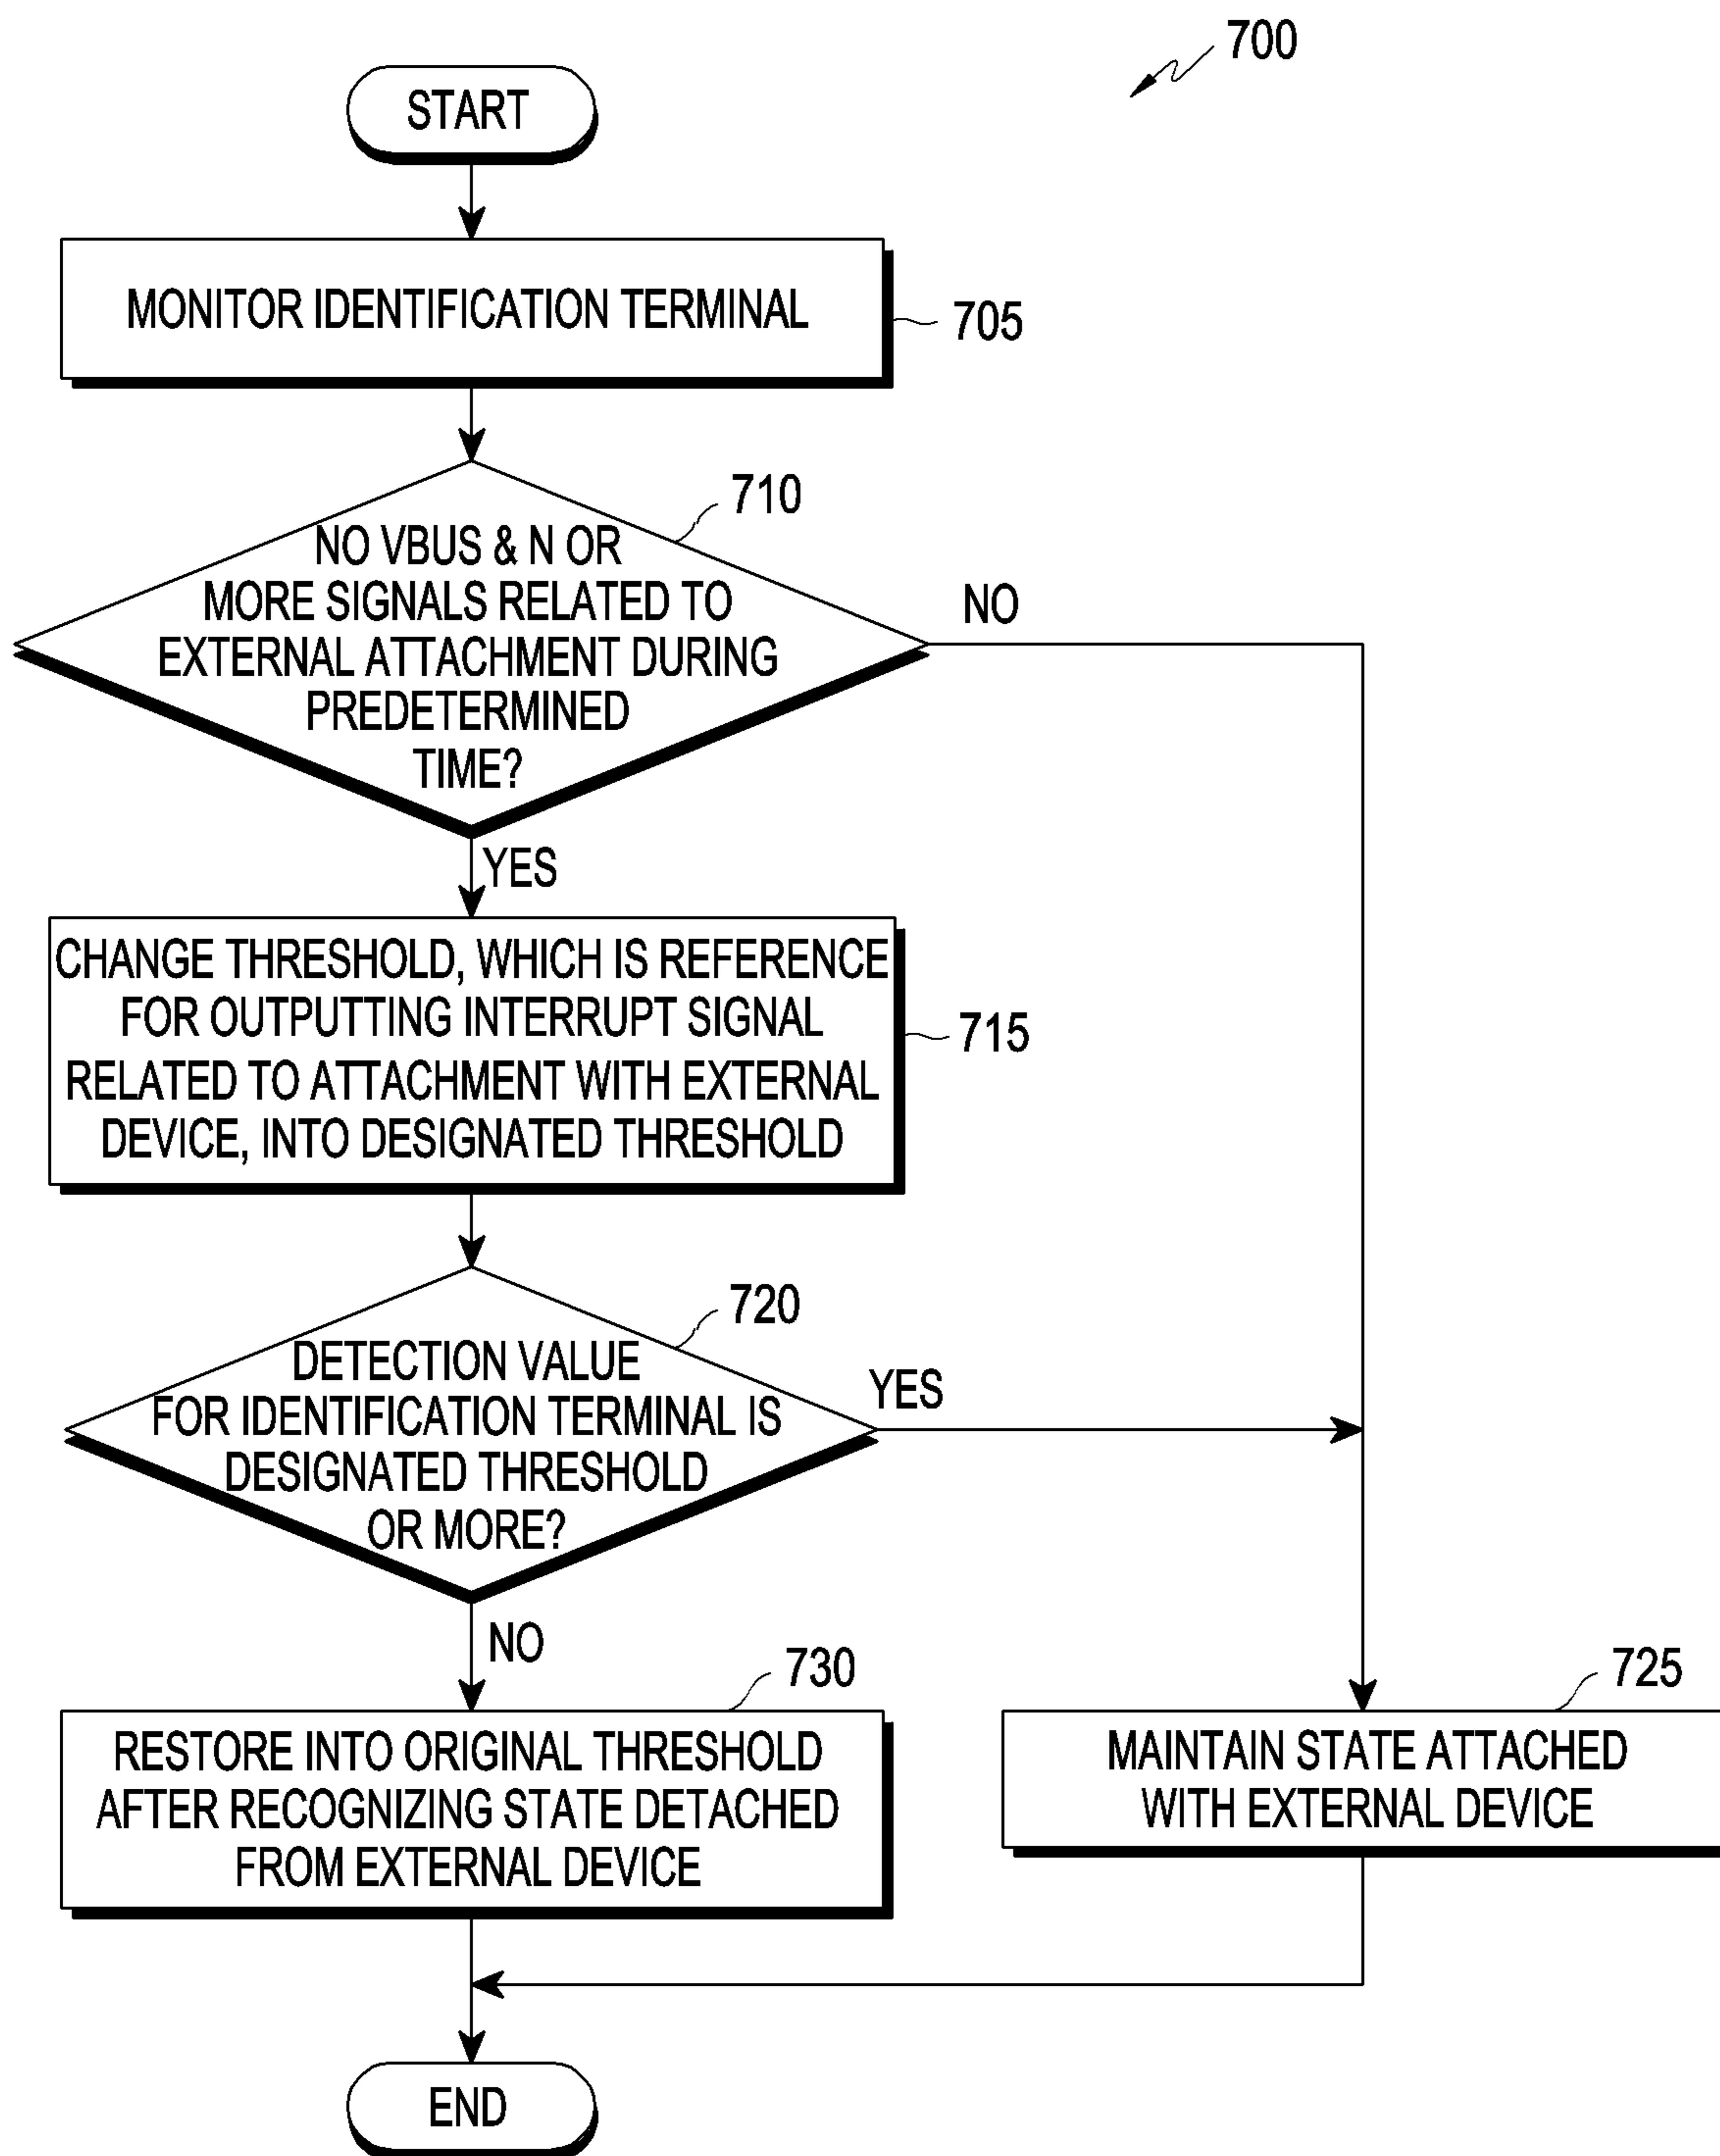 700
START
MONITOR IDENTIFICATION TERMINAL
705
710
NO VBUS & N OR
MORE SIGNALS RELATED TO
EXTERNAL ATTACHMENT DURING
PREDETERMINED
TIME?
NO
YES
CHANGE THRESHOLD, WHICH IS REFERENCE
FOR OUTPUTTING INTERRUPT SIGNAL
RELATED TO ATTACHMENT WITH EXTERNAL
DEVICE, INTO DESIGNATED THRESHOLD
715
720
DETECTION VALUE
FOR IDENTIFICATION TERMINAL IS
DESIGNATED THRESHOLD
OR MORE?
YES
NO
730
RESTORE INTO ORIGINAL THRESHOLD
AFTER RECOGNIZING STATE DETACHED
FROM EXTERNAL DEVICE
725
MAINTAIN STATE ATTACHED
WITH EXTERNAL DEVICE
END